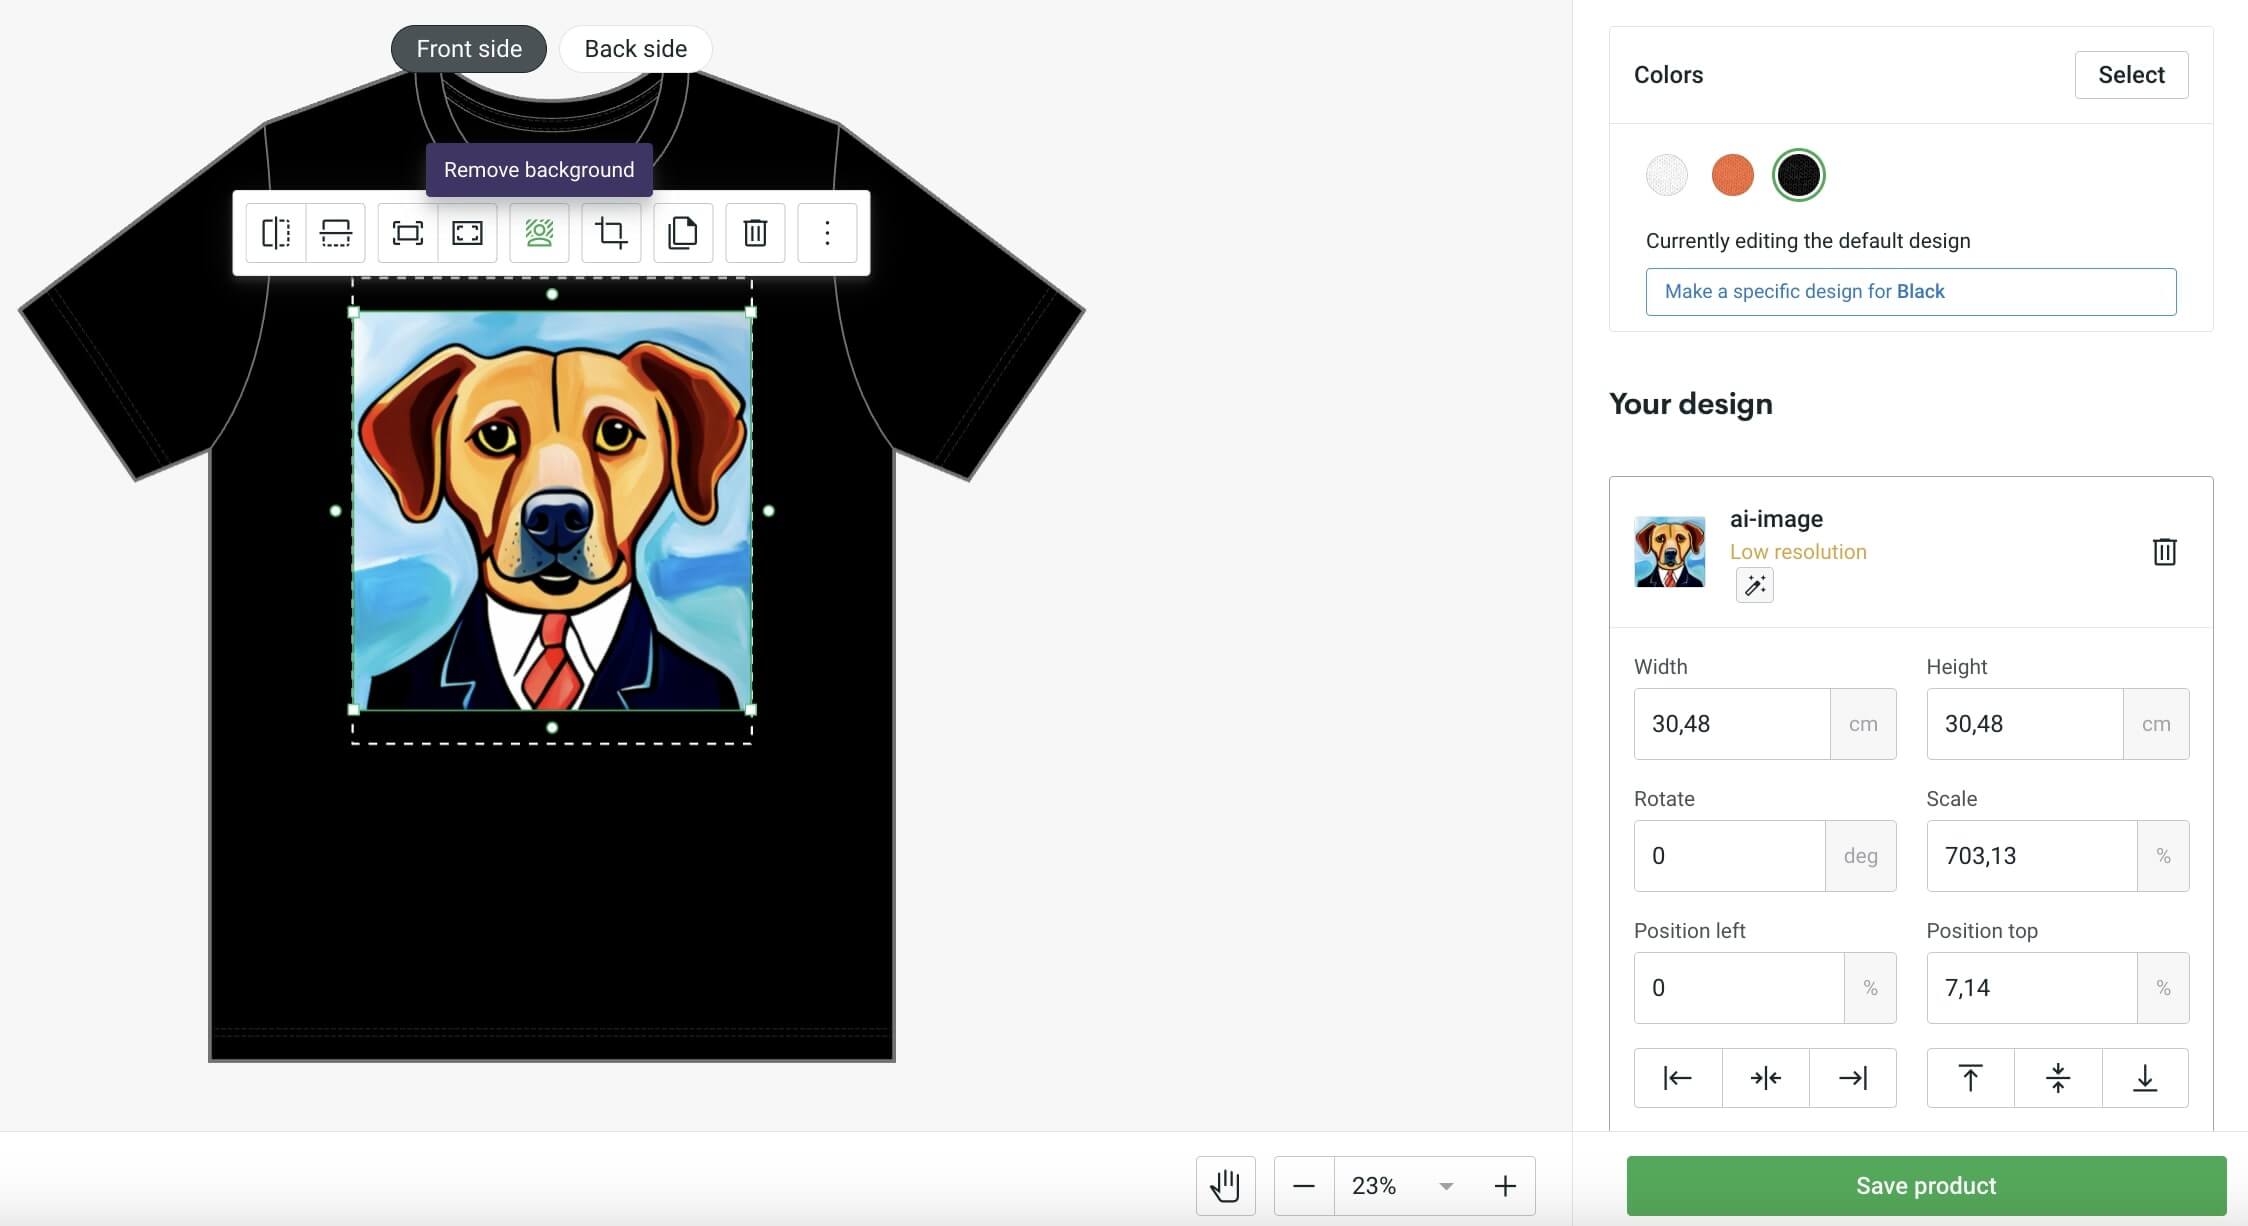 Front side
Back side
Remove background
Colors
Select
Currently editing the default design
Make a specific design for Black
Your design
ai-image
Low resolution
Width
Height
30,48 cm
30,48 cm
Rotate
Scale
0 deg
703,13 %
Position left
Position top
0 %
7,14 %
23%
Save product